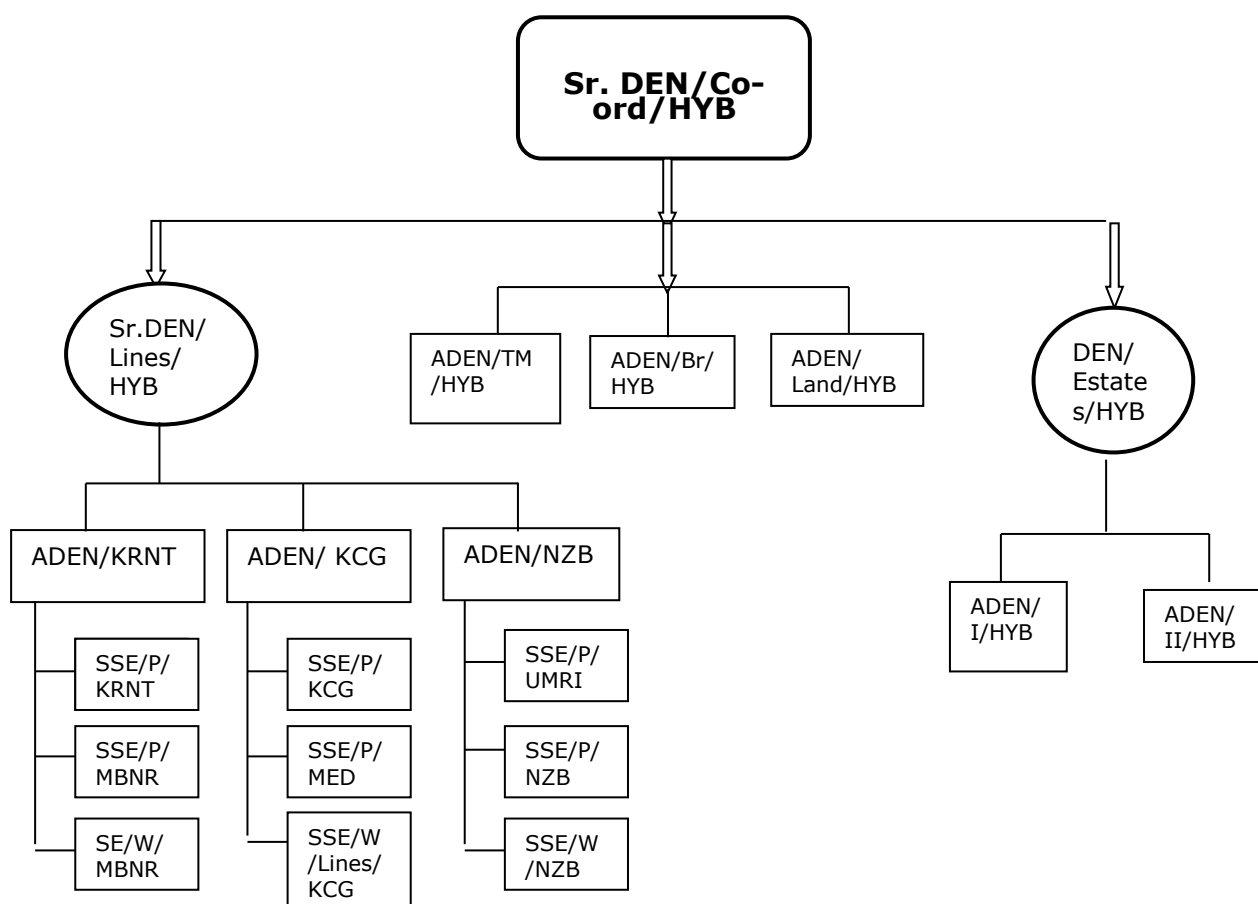 Sr. DEN/Co-
ord/HYB
Sr.DEN/
Lines/
HYB
ADEN/TM
/HYB
ADEN/Br/
HYB
ADEN/
Land/HYB
DEN/
Estate
s/HYB
ADEN/KRNT
ADEN/ KCG
ADEN/NZB
ADEN/
I/HYB
ADEN/
II/HYB
SSE/P/
KRNT
SSE/P/
KCG
SSE/P/
UMRI
SSE/P/
MBNR
SSE/P/
MED
SSE/P/
NZB
SE/W/
MBNR
SSE/W
/Lines/
KCG
SSE/W
/NZB